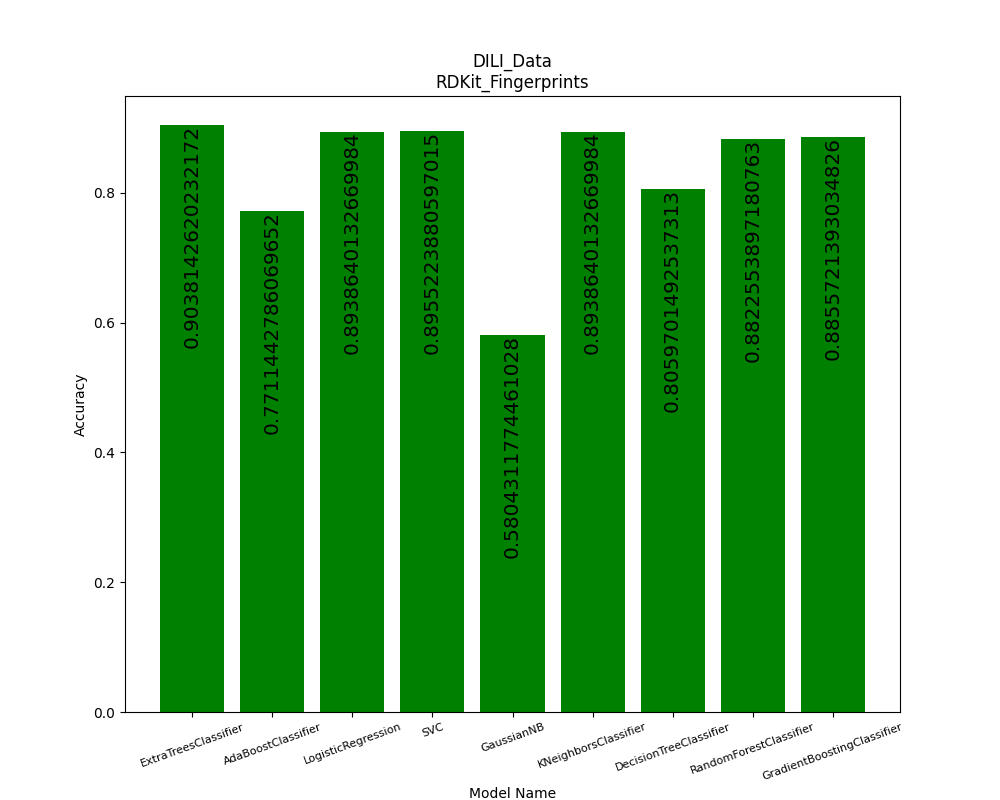 DILI_Data
RDKit_Fingerprints
Accuracy
0.8
0.6
0.4
0.2
0.0
0.9038142620232172
0.7711442786069652
0.8938640132669984
0.8955223880597015
0.5804311774461028
0.8938640132669984
0.8059701492537313
0.8822553897180763
0.8855721393034826
ExtraTreesClassifier
AdaBoostClassifier
LogisticRegression
SVC
GaussianNB
KNeighborsClassifier
DecisionTreeClassifier
RandomForestClassifier
GradientBoostingClassifier
Model Name